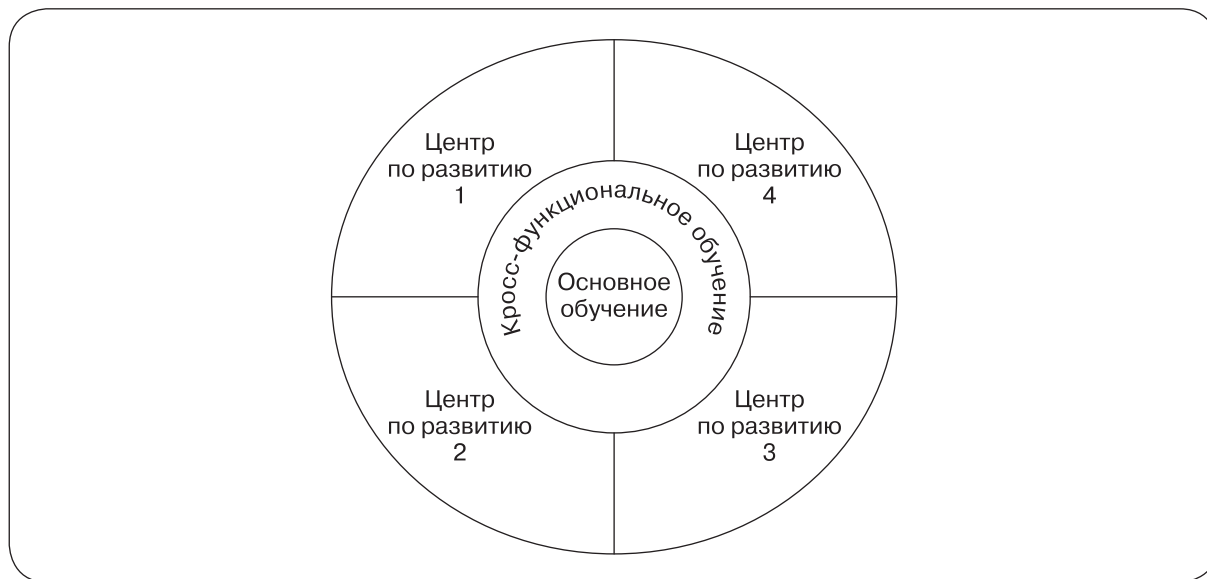 Центр
по развитию
1
Центр
по развитию
4
Кросс-функциональное обучение
Основное
обучение
Центр
по развитию
2
Центр
по развитию
3